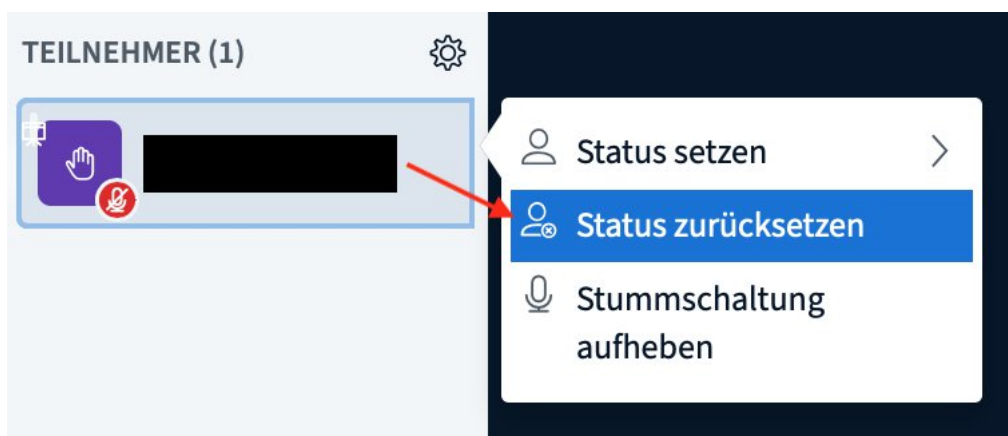 TEILNEHMER (1)
Status setzen
Status zurücksetzen
Stummschaltung
aufheben